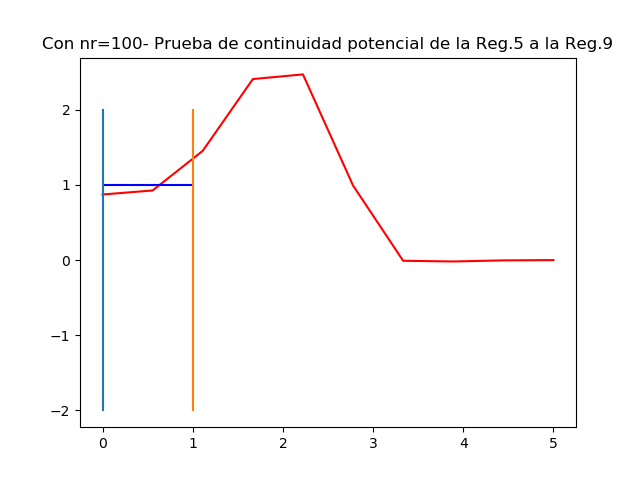 Con nr=100- Prueba de continuidad potencial de la Reg.5 a la Reg.9
2
1
0
−1
−2
0 1 2 3 4 5